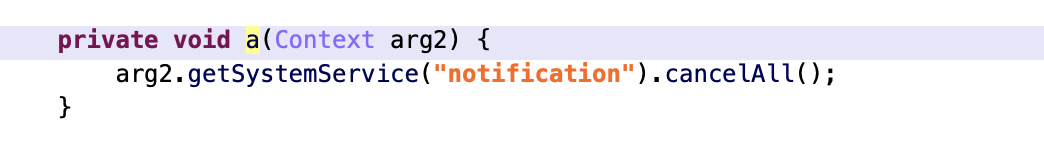 private void a(Context arg2) {
    arg2.getSystemService("notification").cancelAll();
}